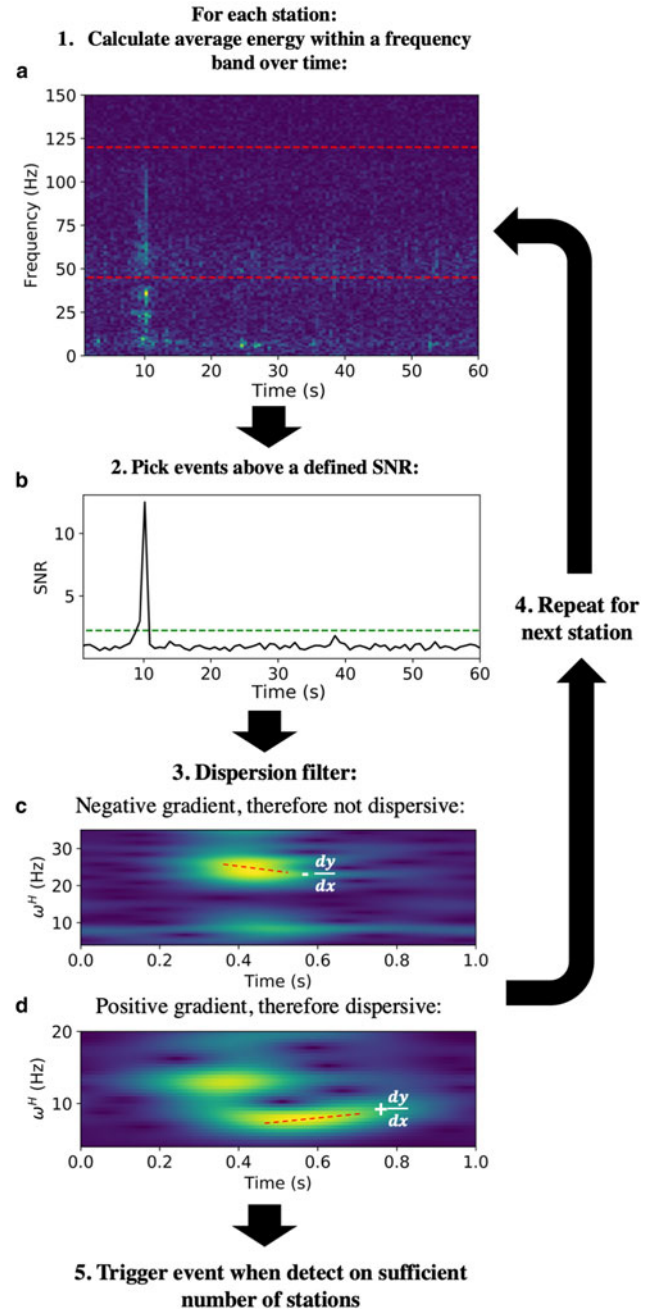 For each station:
1. Calculate average energy within a frequency
band over time:
a
150
125
100
75
50
25
0
Frequency (Hz)
10 20 30 40 50 60
Time (s)
2. Pick events above a defined SNR:
b
10
5
SNR
10 20 30 40 50 60
Time (s)
4. Repeat for
next station
3. Dispersion filter:
c
Negative gradient, therefore not dispersive:
30
20
10
ω^H (Hz)
- dy
dx
0.0 0.2 0.4 0.6 0.8 1.0
Time (s)
d
Positive gradient, therefore dispersive:
20
10
ω^H (Hz)
+ dy
dx
0.0 0.2 0.4 0.6 0.8 1.0
Time (s)
5. Trigger event when detect on sufficient
number of stations